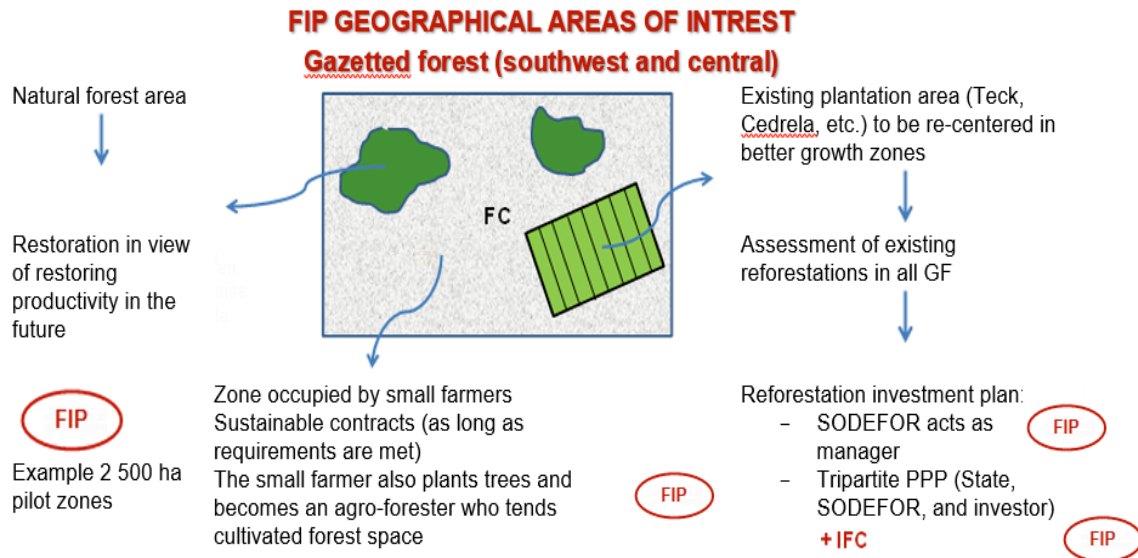 FIP GEOGRAPHICAL AREAS OF INTREST
Gazetted forest (southwest and central)
Natural forest area
Restoration in view
of restoring
productivity in the
future
FIP
Example 2 500 ha
pilot zones
FC
Zone occupied by small farmers
Sustainable contracts (as long as
requirements are met)
The small farmer also plants trees and
becomes an agro-forester who tends
cultivated forest space
FIP
Existing plantation area (Teck,
Cedrela, etc.) to be re-centered in
better growth zones
Assessment of existing
reforestations in all GF
Reforestation investment plan:
– SODEFOR acts as
manager
FIP
– Tripartite PPP (State,
SODEFOR, and investor)
+ IFC
FIP